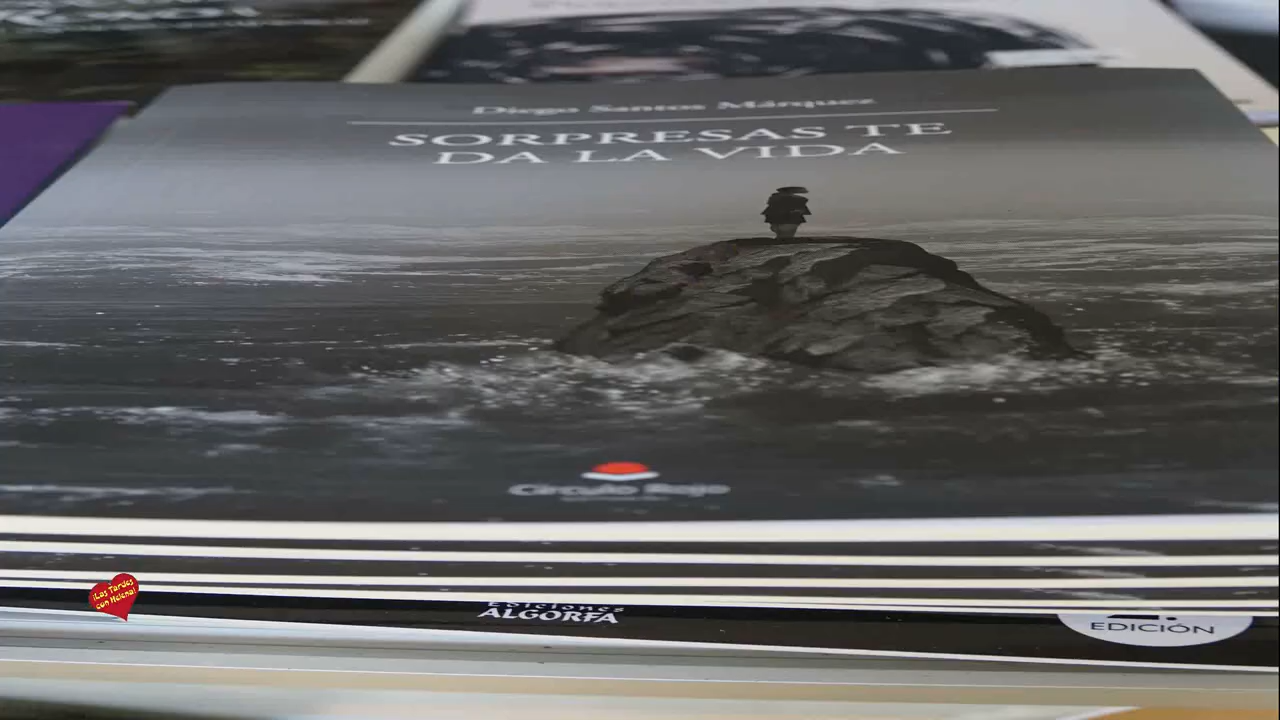 Diego Santos Márquez
SORPRESAS TE
DA LA VIDA
Círculo Rojo
¡Las Tardes
con Helena!
Ediciones
ALGORFA
EDICIÓN